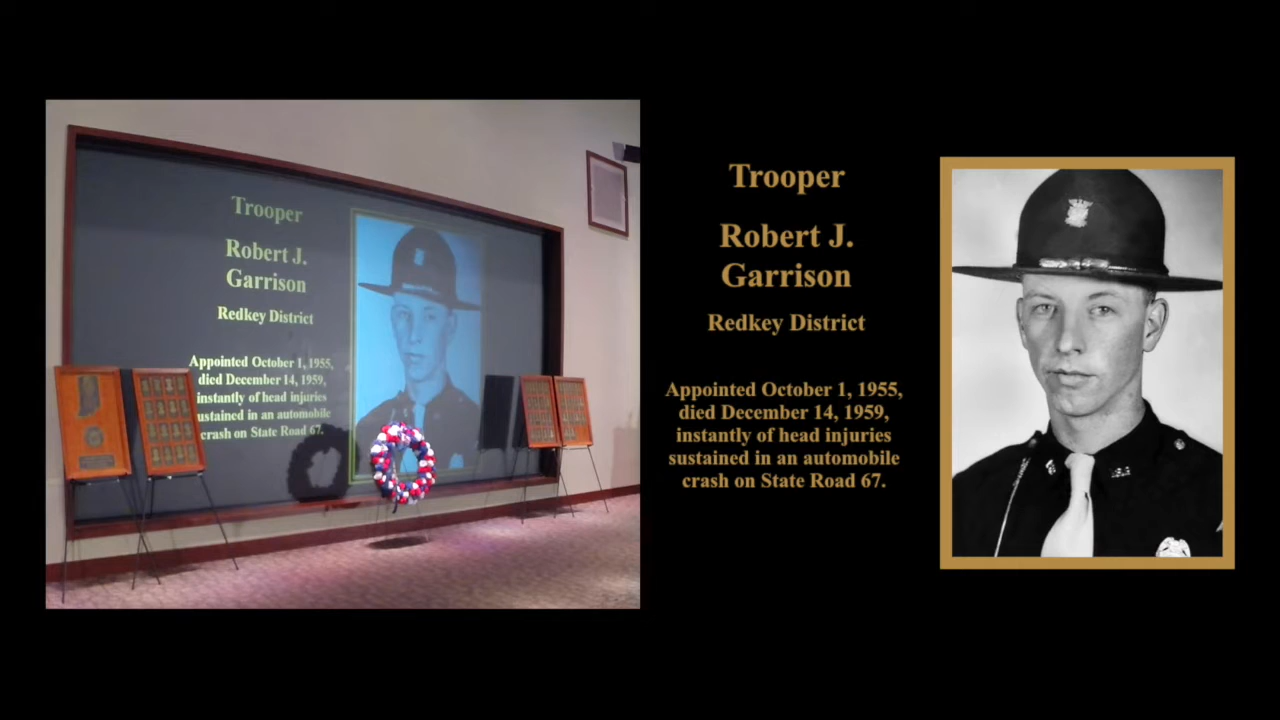 Trooper
Robert J.
Garrison
Redkey District
Appointed October 1, 1955,
died December 14, 1959,
instantly of head injuries
sustained in an automobile
crash on State Road 67.
Trooper
Robert J.
Garrison
Redkey District
Appointed October 1, 1955,
died December 14, 1959,
instantly of head injuries
sustained in an automobile
crash on State Road 67.